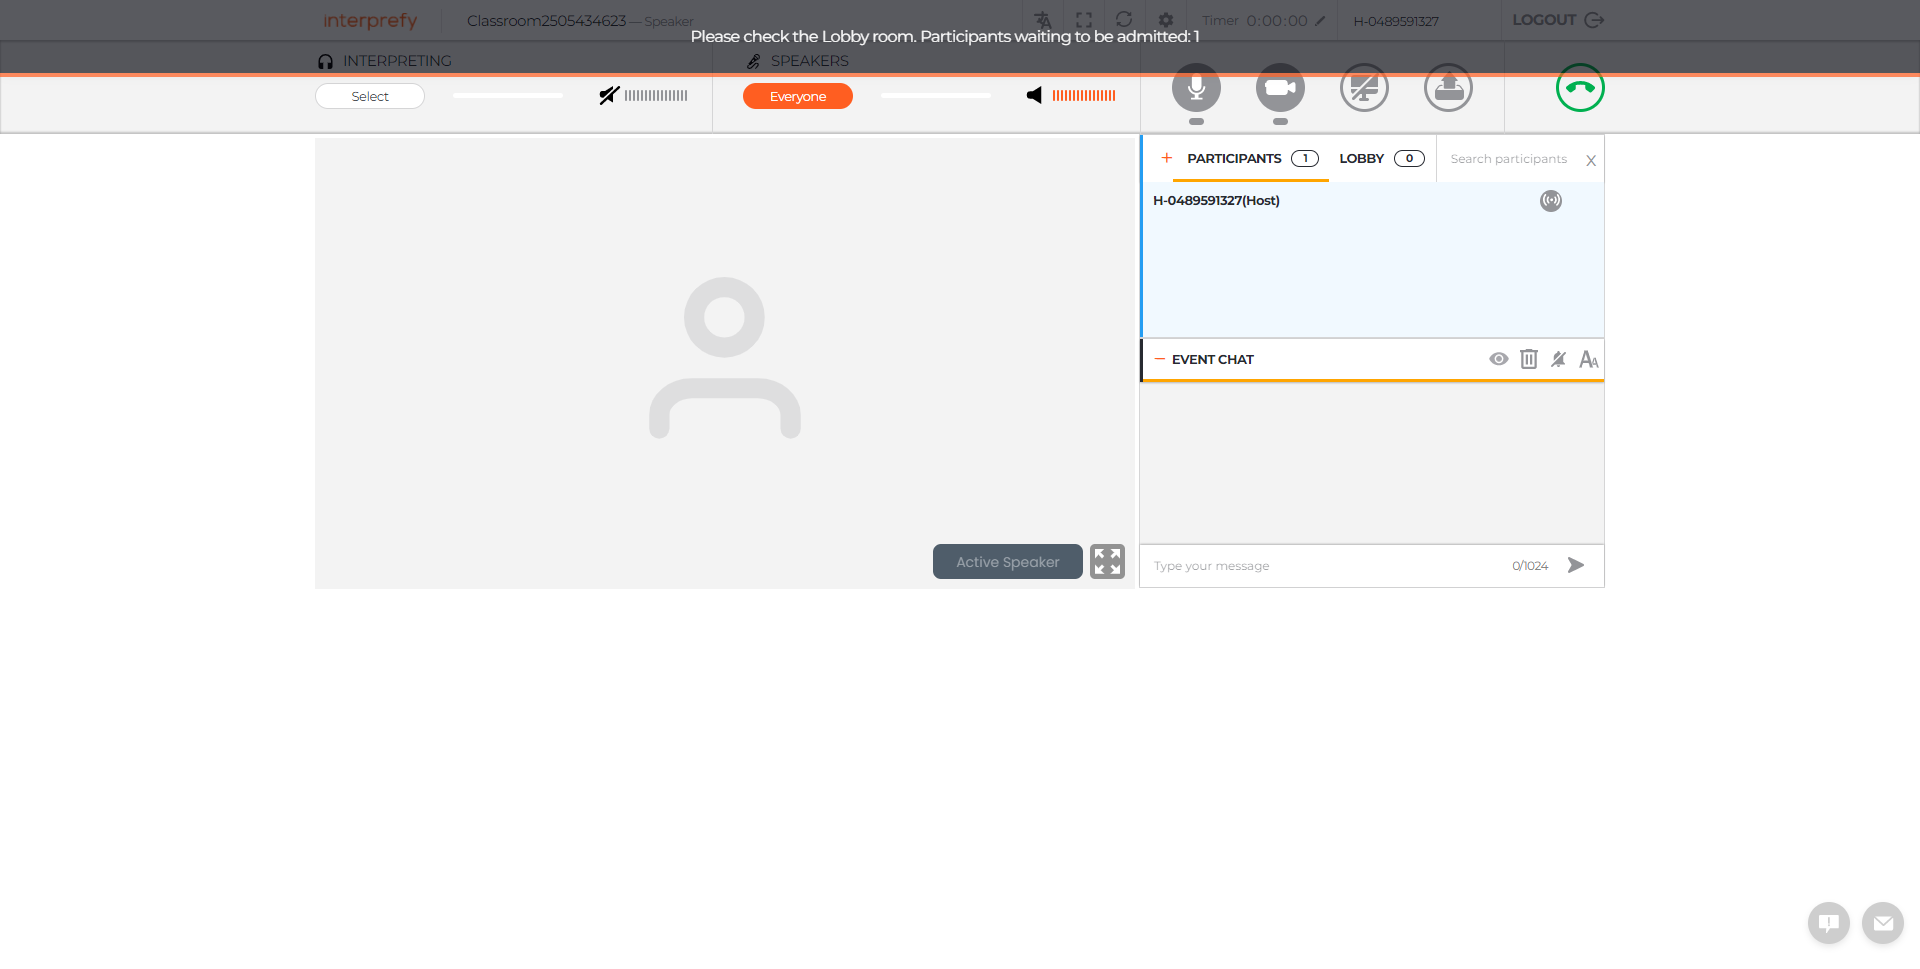 interprefy
Classroom2505434623 — Speaker
Timer 0:00:00
H-0489591327
LOGOUT
Please check the Lobby room. Participants waiting to be admitted: 1
INTERPRETING
SPEAKERS
Select
Everyone
+ PARTICIPANTS 1
LOBBY 0
Search participants X
H-0489591327(Host)
− EVENT CHAT
AA
Active Speaker
Type your message
0/1024